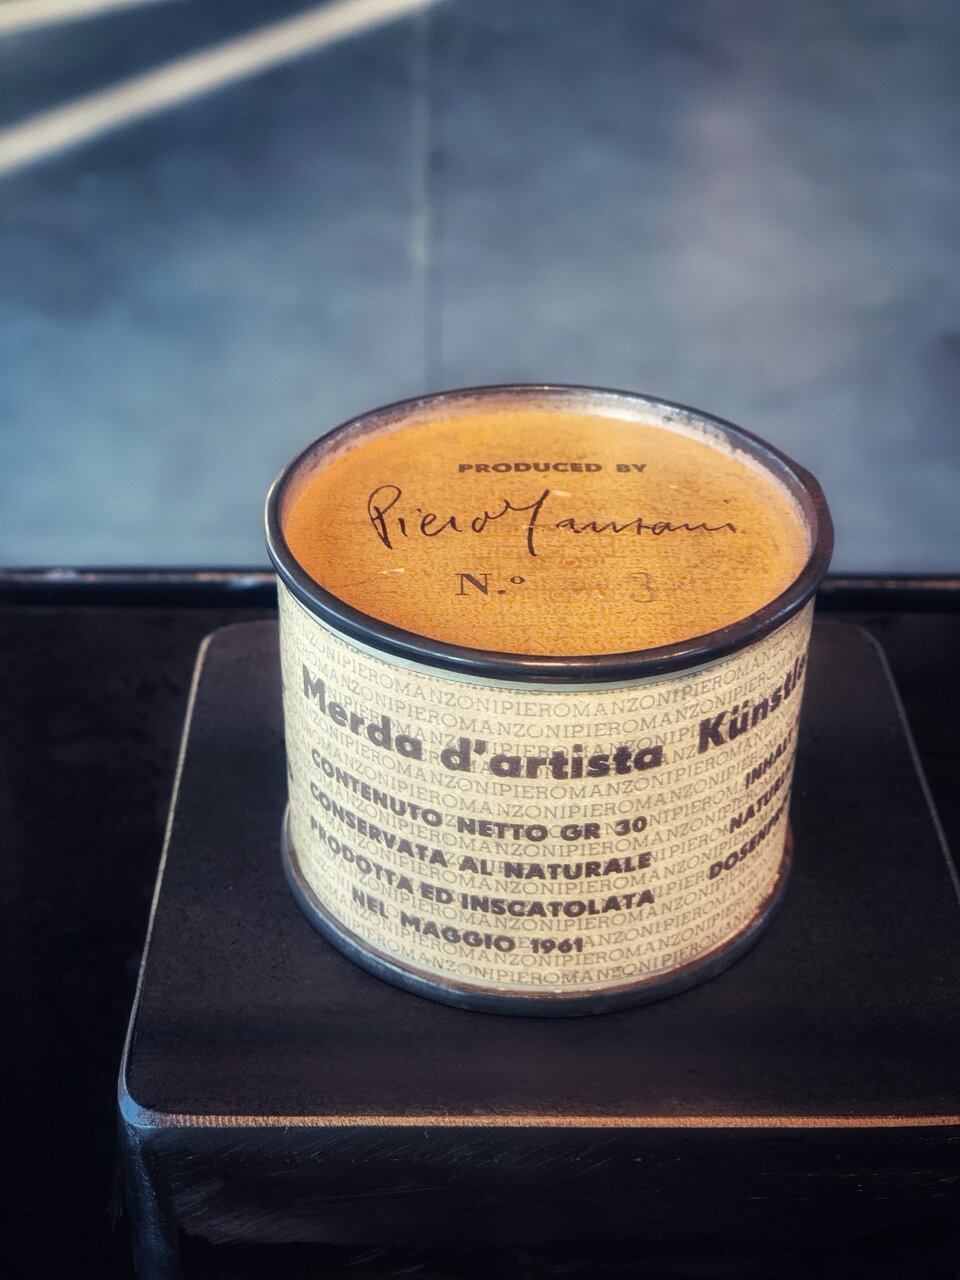 PRODUCED BY
Piero Manzoni
N.º 3
PIEROMANZONIPIEROMANZONIPIEROMANZONI
Merda d'artista
CONTENUTO NETTO GR 30
CONSERVATA AL NATURALE
PRODOTTA ED INSCATOLATA
NEL MAGGIO 1961